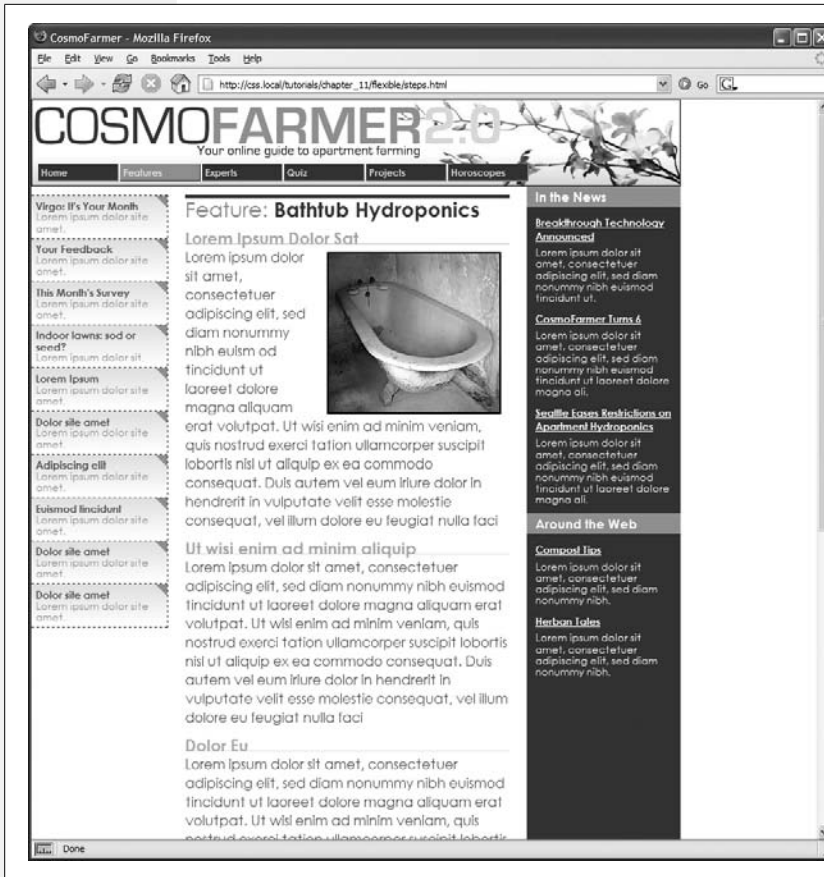 CosmoFarmer - Mozilla Firefox
File Edit View Go Bookmarks Tools Help
http://css.local/tutorials/chapter_11/flexible/steps.html
Go
COSMOFARMER2.0
Your online guide to apartment farming
Home Features Experts Quiz Projects Horoscopes
Virgo: It's Your Month
Lorem ipsum dolor site
amet.
Your Feedback
Lorem ipsum dolor site
amet.
This Month's Survey
Lorem ipsum dolor site
amet.
Indoor lawns: sod or
seed?
Lorem ipsum dolor sit
Lorem Ipsum
Lorem ipsum dolor site
amet.
Dolor site amet
Lorem ipsum dolor site
amet.
Adipiscing elit
Lorem ipsum dolor site
amet.
Euismod tincidunt
Lorem ipsum dolor site
amet.
Dolor site amet
Lorem ipsum dolor site
amet.
Dolor site amet
Lorem ipsum dolor site
amet.
Feature: Bathtub Hydroponics
Lorem Ipsum Dolor Sat
Lorem ipsum dolor
sit amet,
consectetuer
adipiscing elit, sed
diam nonummy
nibh euism od
tincidunt ut
laoreet dolore
magna aliquam
erat volutpat. Ut wisi enim ad minim veniam,
quis nostrud exerci tation ullamcorper suscipit
lobortis nisl ut aliquip ex ea commodo
consequat. Duis autem vel eum iriure dolor in
hendrerit in vulputate velit esse molestie
consequat, vel illum dolore eu feugiat nulla faci
Ut wisi enim ad minim aliquip
Lorem ipsum dolor sit amet, consectetuer
adipiscing elit, sed diam nonummy nibh euismod
tincidunt ut laoreet dolore magna aliquam erat
volutpat. Ut wisi enim ad minim veniam, quis
nostrud exerci tation ullamcorper suscipit lobortis
nisl ut aliquip ex ea commodo consequat. Duis
autem vel eum iriure dolor in hendrerit in
vulputate velit esse molestie consequat, vel illum
dolore eu feugiat nulla faci
Dolor Eu
Lorem ipsum dolor sit amet, consectetuer
adipiscing elit, sed diam nonummy nibh euismod
tincidunt ut laoreet dolore magna aliquam erat
volutpat. Ut wisi enim ad minim veniam, quis
nostrud exerci tation ullamcorper suscipit lobortis
In the News
Breakthrough Technology
Announced
Lorem ipsum dolor sit
amet, consectetuer
adipiscing elit, sed diam
nonummy nibh euismod
tincidunt ut.
CosmoFarmer Turns 6
Lorem ipsum dolor sit
amet, consectetuer
adipiscing elit, sed diam
nonummy nibh euismod
tincidunt ut laoreet dolore
magna ali.
Seattle Eases Restrictions on
Apartment Hydroponics
Lorem ipsum dolor sit
amet, consectetuer
adipiscing elit, sed diam
nonummy nibh euismod
tincidunt ut laoreet dolore
magna ali.
Around the Web
Compost Tips
Lorem ipsum dolor sit
amet, consectetuer
adipiscing elit, sed diam
nonummy nibh.
Herban Tales
Lorem ipsum dolor sit
amet, consectetuer
adipiscing elit, sed diam
nonummy nibh.
Done